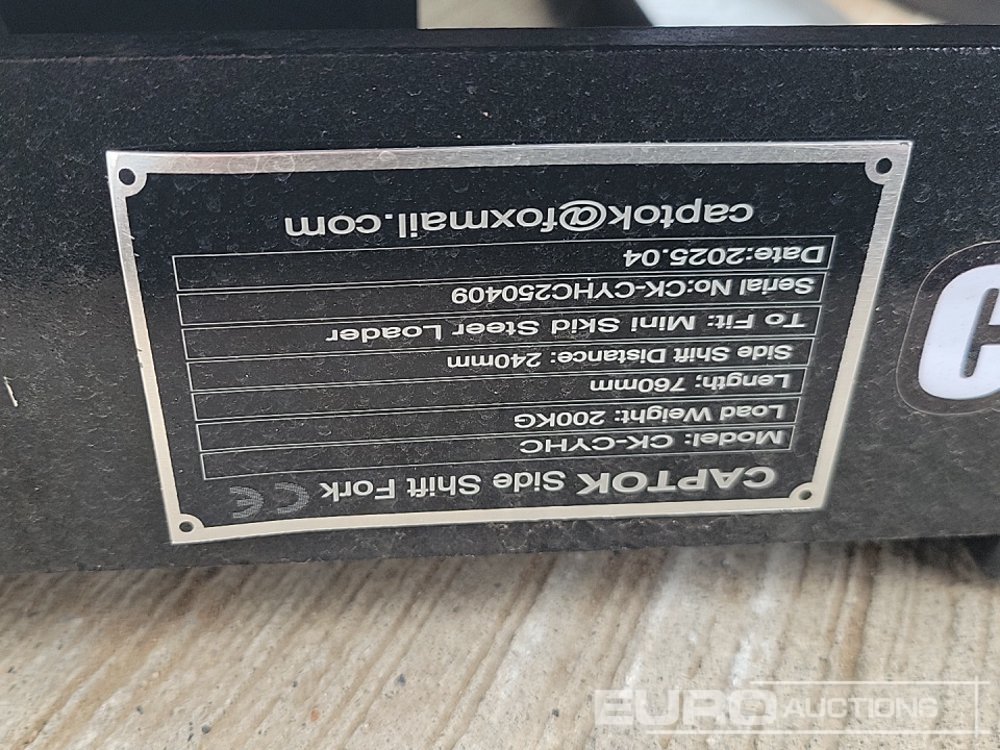 CAPTOK Side Shift Fork CE
Model: CK-CYHC
Load Weight: 200KG
Length; 760mm
Side Shift Distance: 240mm
To Fit: Mini Skid Steer Loader
Serial No:CK-CYHC250409
Date:2025.04
captok@foxmail.com
C
EURO AUCTIONS